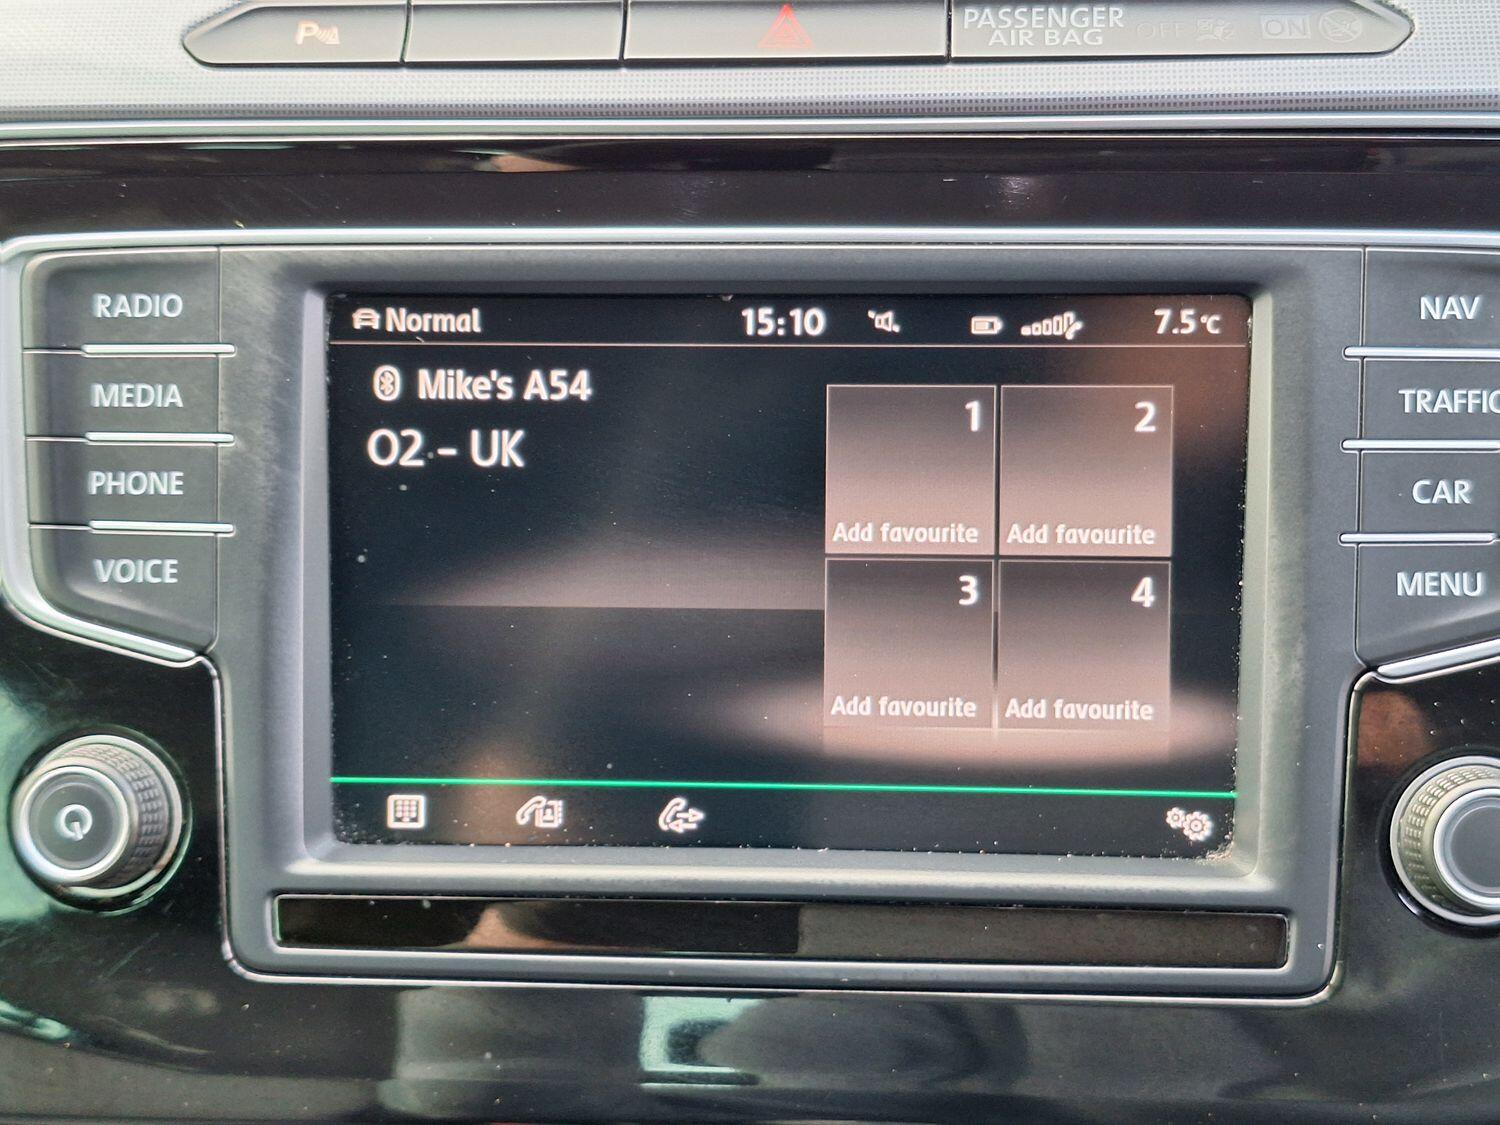 P
PASSENGER
AIR BAG
OFF
ON
RADIO
MEDIA
PHONE
VOICE
Normal
15:10
7.5°C
Mike's A54
O2 - UK
1
Add favourite
2
Add favourite
3
Add favourite
4
Add favourite
NAV
TRAFFIC
CAR
MENU